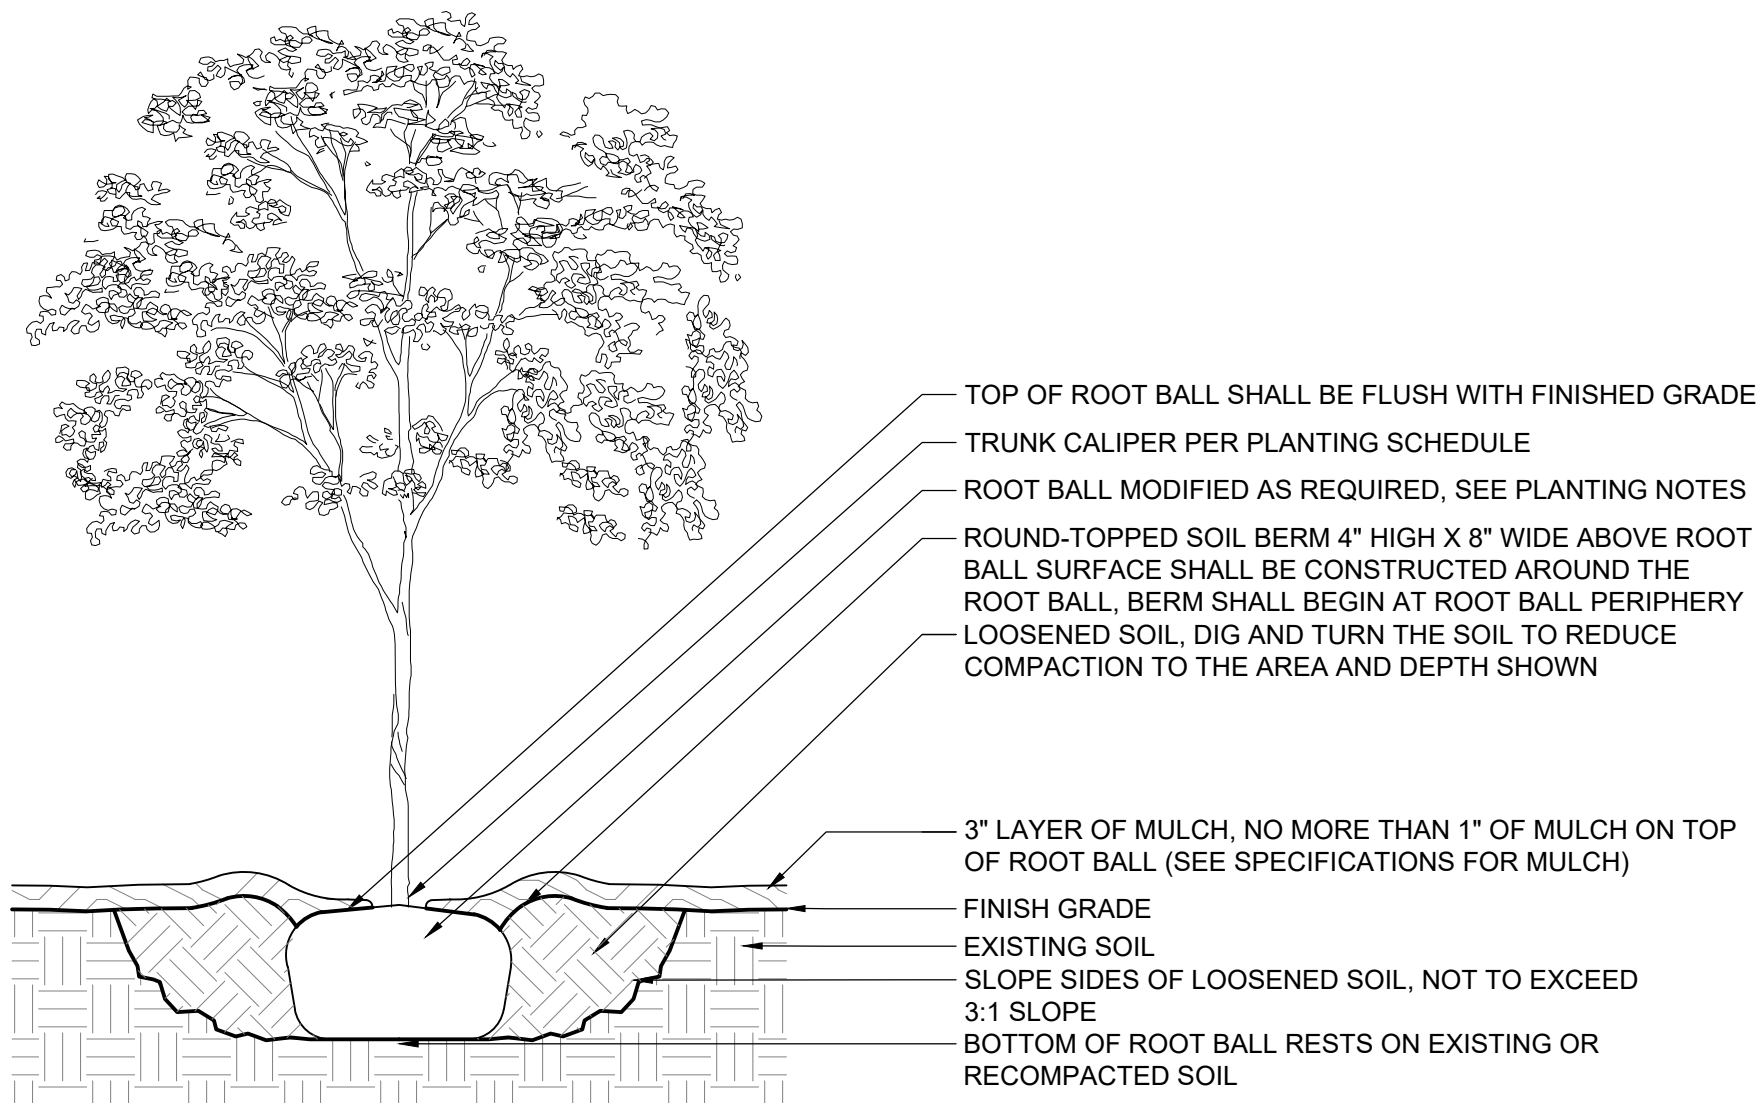 TOP OF ROOT BALL SHALL BE FLUSH WITH FINISHED GRADE
TRUNK CALIPER PER PLANTING SCHEDULE
ROOT BALL MODIFIED AS REQUIRED, SEE PLANTING NOTES
ROUND-TOPPED SOIL BERM 4" HIGH X 8" WIDE ABOVE ROOT
BALL SURFACE SHALL BE CONSTRUCTED AROUND THE
ROOT BALL, BERM SHALL BEGIN AT ROOT BALL PERIPHERY
LOOSENED SOIL, DIG AND TURN THE SOIL TO REDUCE
COMPACTION TO THE AREA AND DEPTH SHOWN
3" LAYER OF MULCH, NO MORE THAN 1" OF MULCH ON TOP
OF ROOT BALL (SEE SPECIFICATIONS FOR MULCH)
FINISH GRADE
EXISTING SOIL
SLOPE SIDES OF LOOSENED SOIL, NOT TO EXCEED
3:1 SLOPE
BOTTOM OF ROOT BALL RESTS ON EXISTING OR
RECOMPACTED SOIL